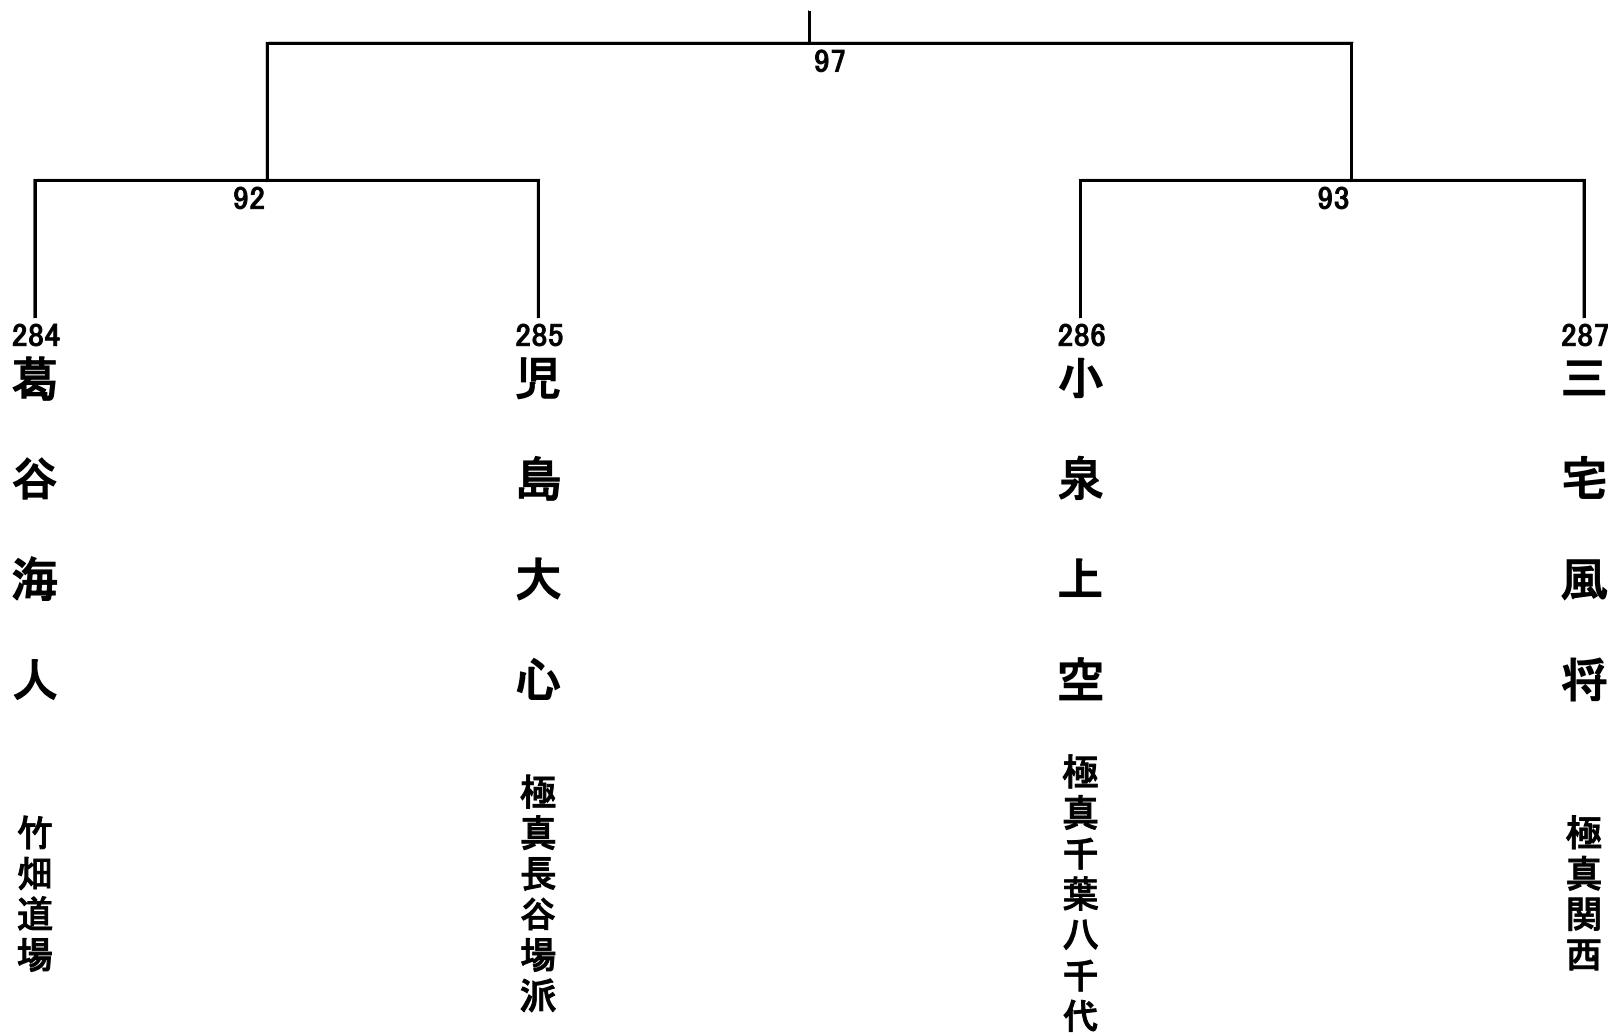 97
92
93
284
葛谷海人
竹畑道場
285
児島大心
極真長谷場派
286
小泉上空
極真千葉八千代
287
三宅風将
極真関西